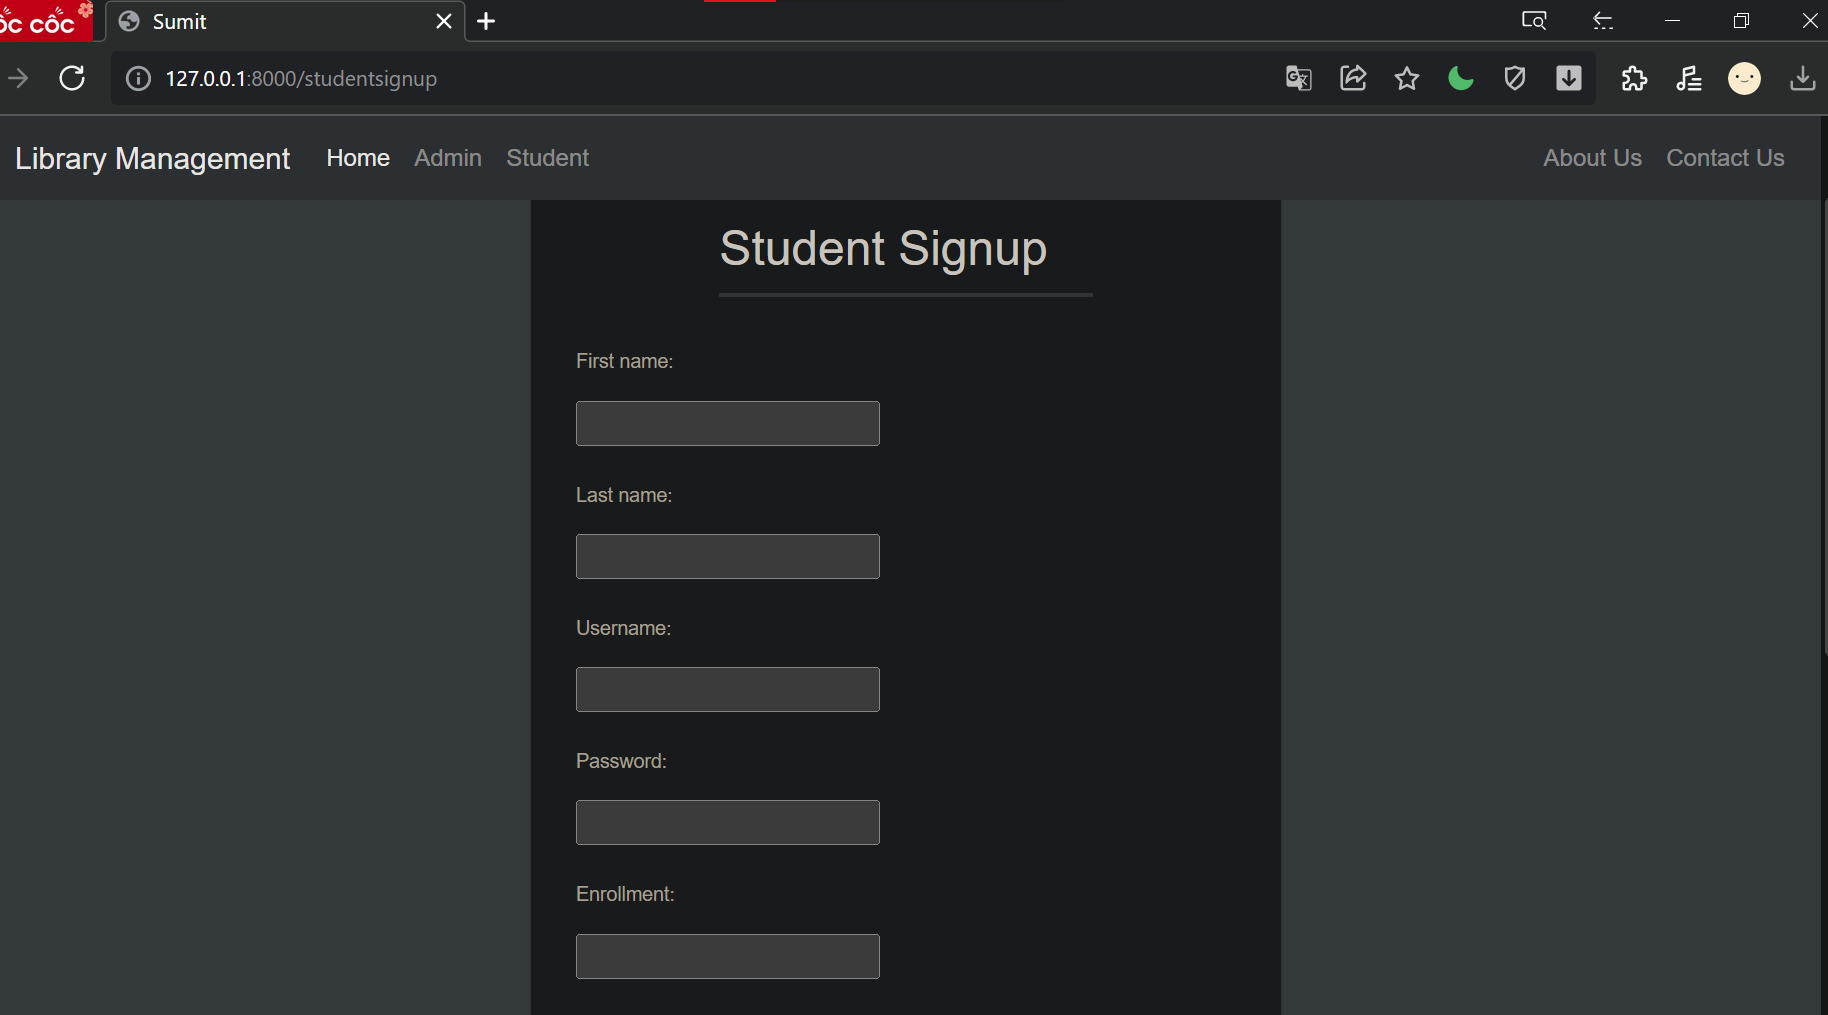 cốc Sumit
127.0.0.1:8000/studentsignup
Library Management Home Admin Student About Us Contact Us
Student Signup
First name:
Last name:
Username:
Password:
Enrollment: